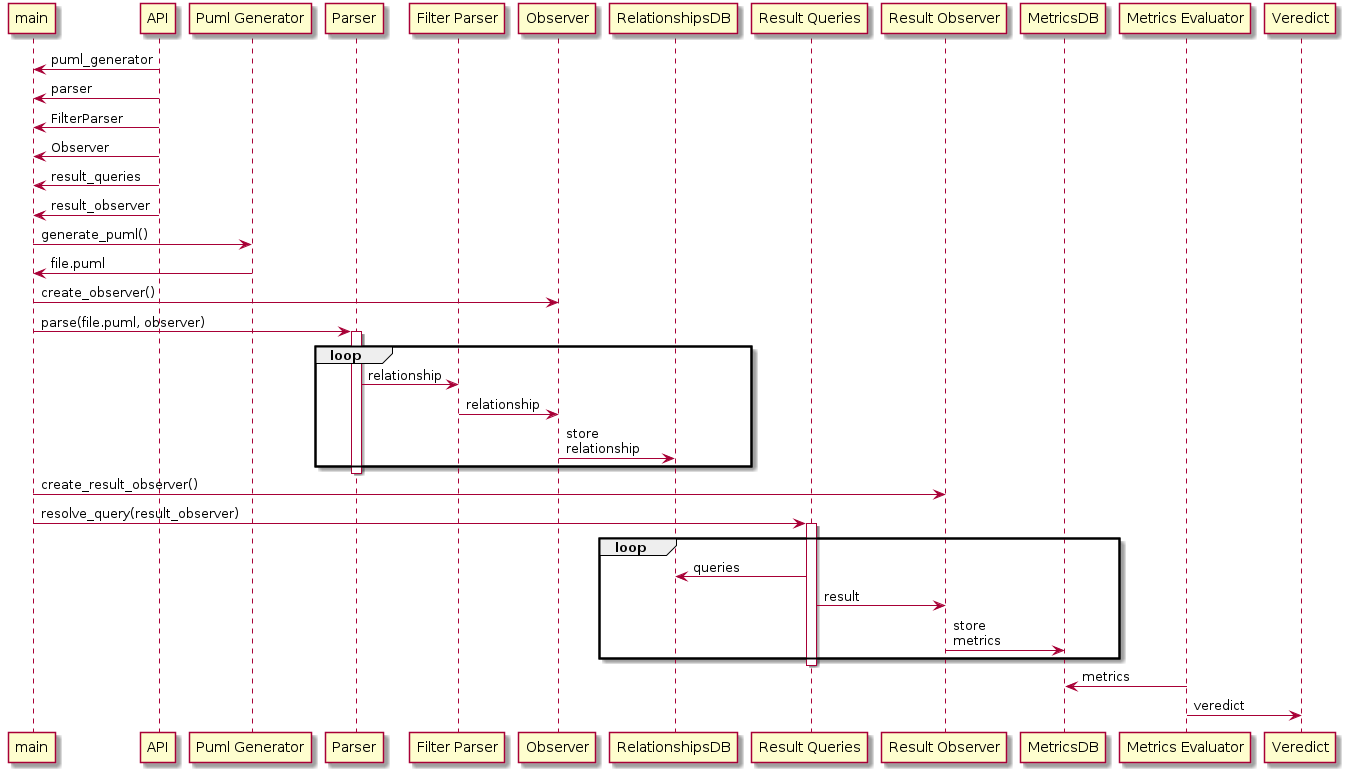 main API Puml Generator Parser Filter Parser Observer RelationshipsDB Result Queries Result Observer MetricsDB Metrics Evaluator Veredict
puml_generator
parser
FilterParser
Observer
result_queries
result_observer
generate_puml()
file.puml
create_observer()
parse(file.puml, observer)
loop
relationship
relationship
store
relationship
create_result_observer()
resolve_query(result_observer)
loop
queries
result
store
metrics
metrics
veredict
main API Puml Generator Parser Filter Parser Observer RelationshipsDB Result Queries Result Observer MetricsDB Metrics Evaluator Veredict